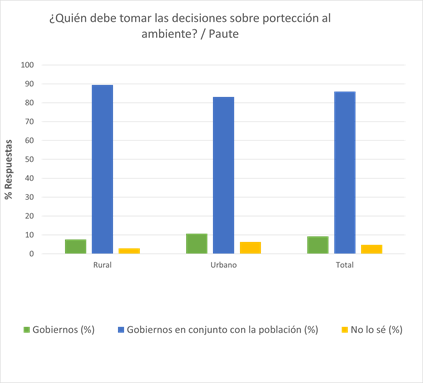 ¿Quién debe tomar las decisiones sobre portección al
ambiente? / Paute
% Respuestas
100
90
80
70
60
50
40
30
20
10
0
Rural Urbano Total
Gobiernos (%) Gobiernos en conjunto con la población (%) No lo sé (%)